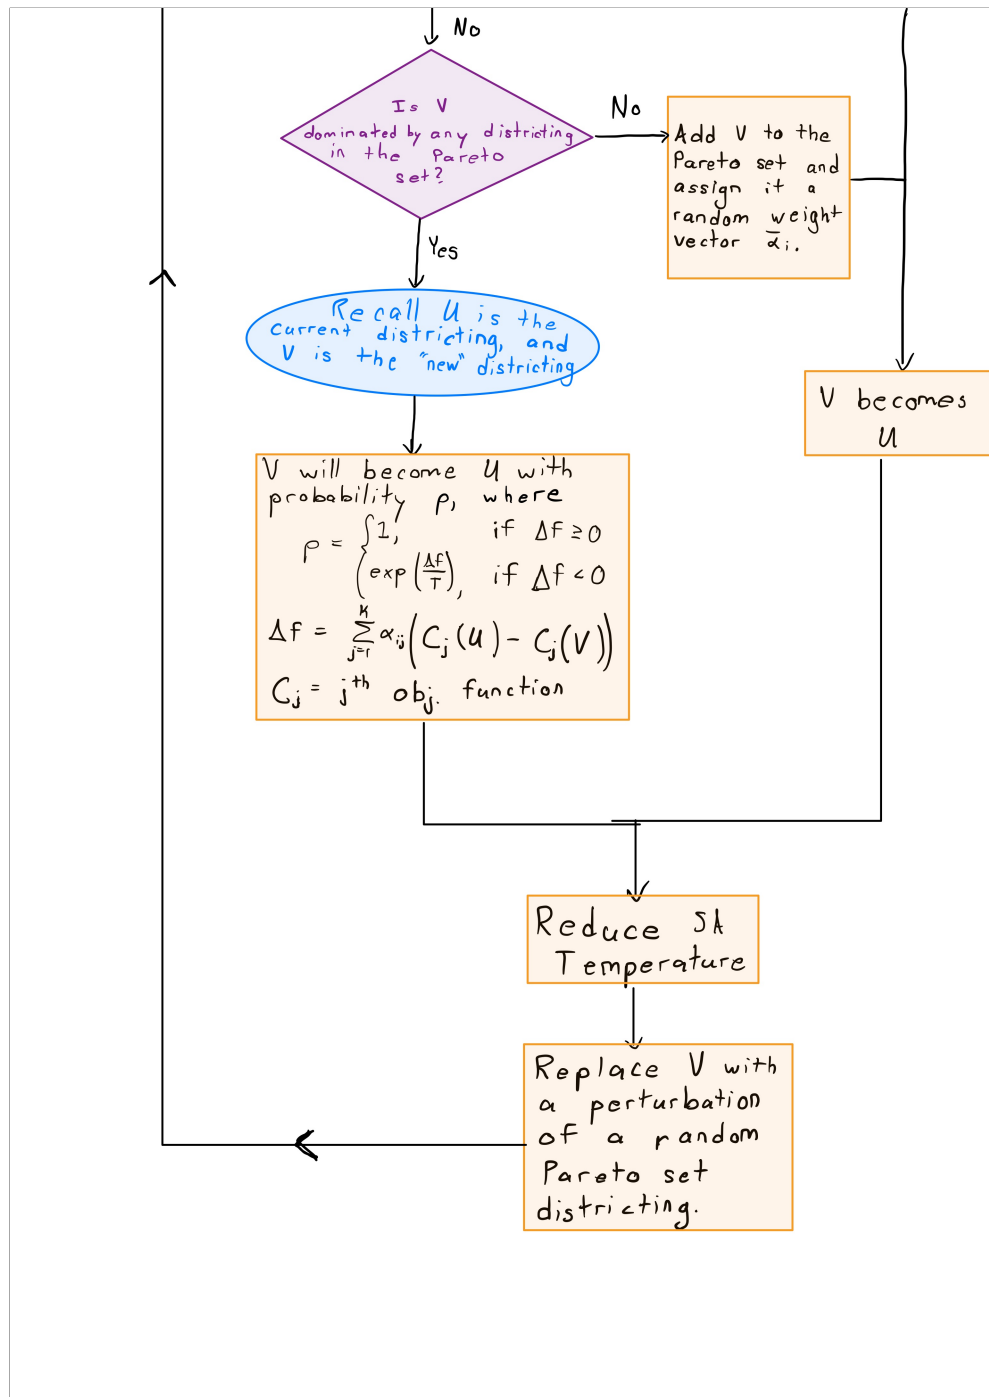 No
Is V
dominated by any districting
in the Pareto
set?
No
Add V to the
Pareto set and
assign it a
random weight
vector ᾱᵢ.
Yes
Recall U is the
current districting, and
V is the "new" districting
V becomes
U
V will become U with
probability ρ, where
ρ = { 1, if Δf ≥ 0
exp (Δf/T), if Δf < 0
Δf = Σ_{j=1}^{K} α_{ij} (C_j(U) - C_j(V))
C_j = j^th obj. function
Reduce SA
Temperature
Replace V with
a perturbation
of a random
Pareto set
districting.